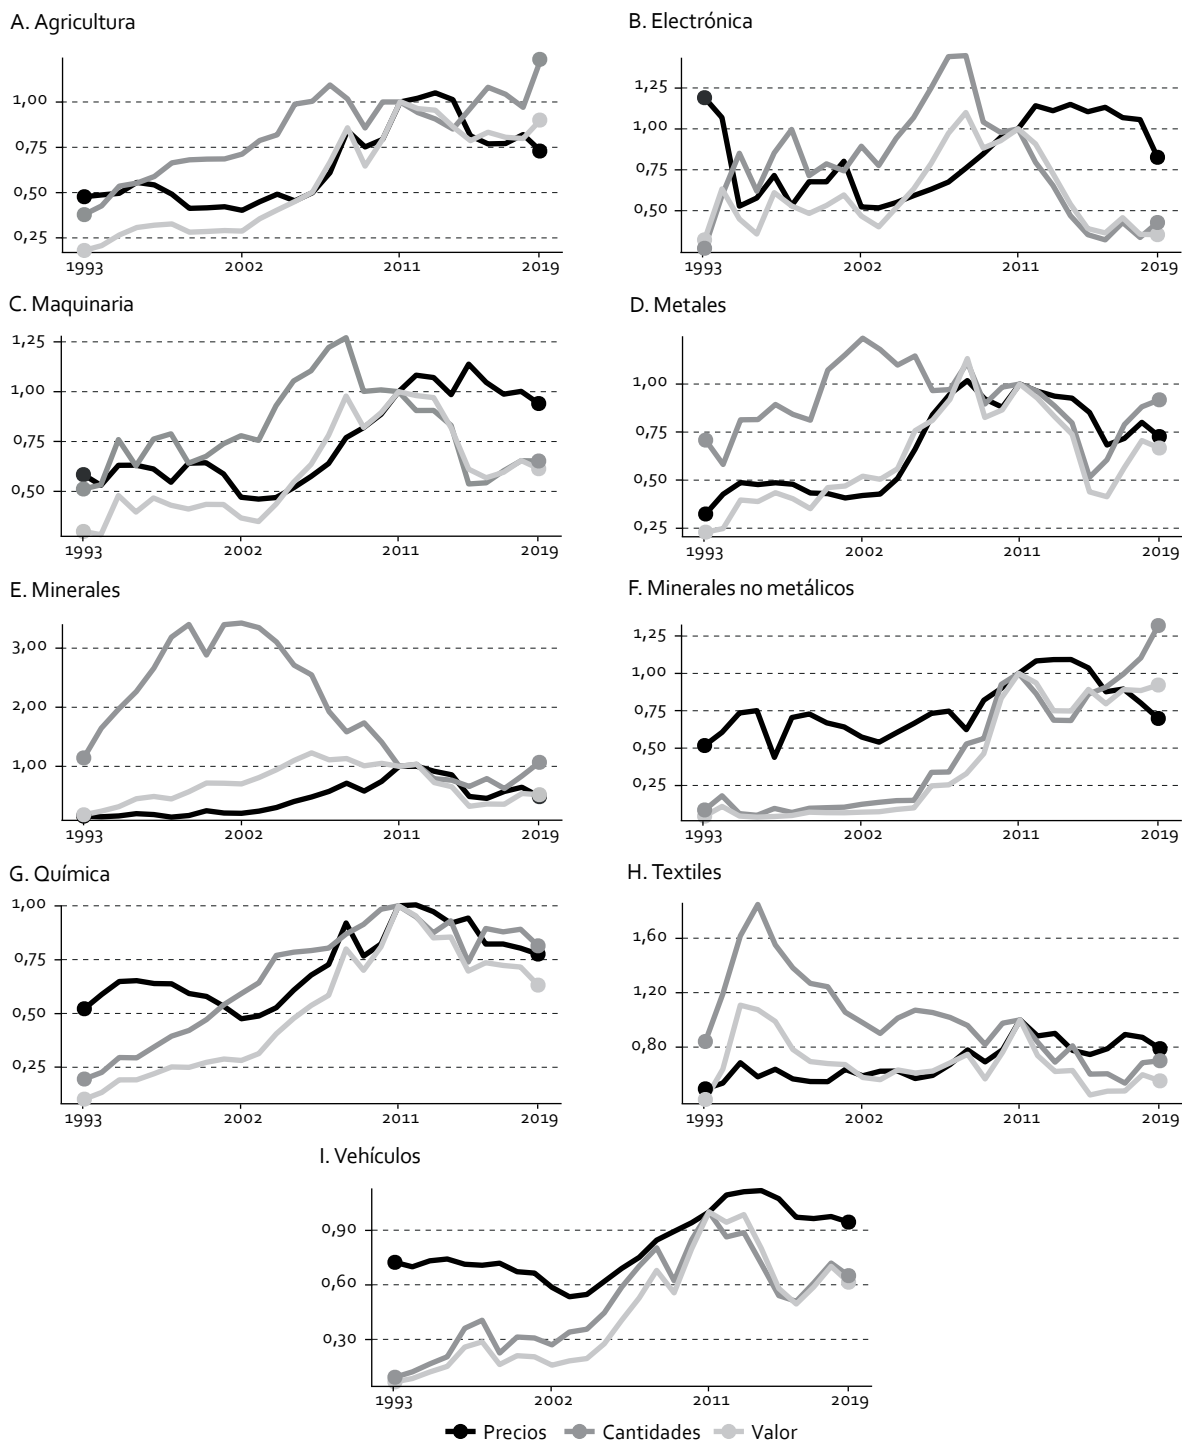 A. Agricultura
1,00
0,75
0,50
0,25
1993 2002 2011 2019
B. Electrónica
1,25
1,00
0,75
0,50
1993 2002 2011 2019
C. Maquinaria
1,25
1,00
0,75
0,50
1993 2002 2011 2019
D. Metales
1,00
0,75
0,50
0,25
1993 2002 2011 2019
E. Minerales
3,00
2,00
1,00
1993 2002 2011 2019
F. Minerales no metálicos
1,25
1,00
0,75
0,50
0,25
1993 2002 2011 2019
G. Química
1,00
0,75
0,50
0,25
1993 2002 2011 2019
H. Textiles
1,60
1,20
0,80
1993 2002 2011 2019
I. Vehículos
0,90
0,60
0,30
1993 2002 2011 2019
Precios Cantidades Valor